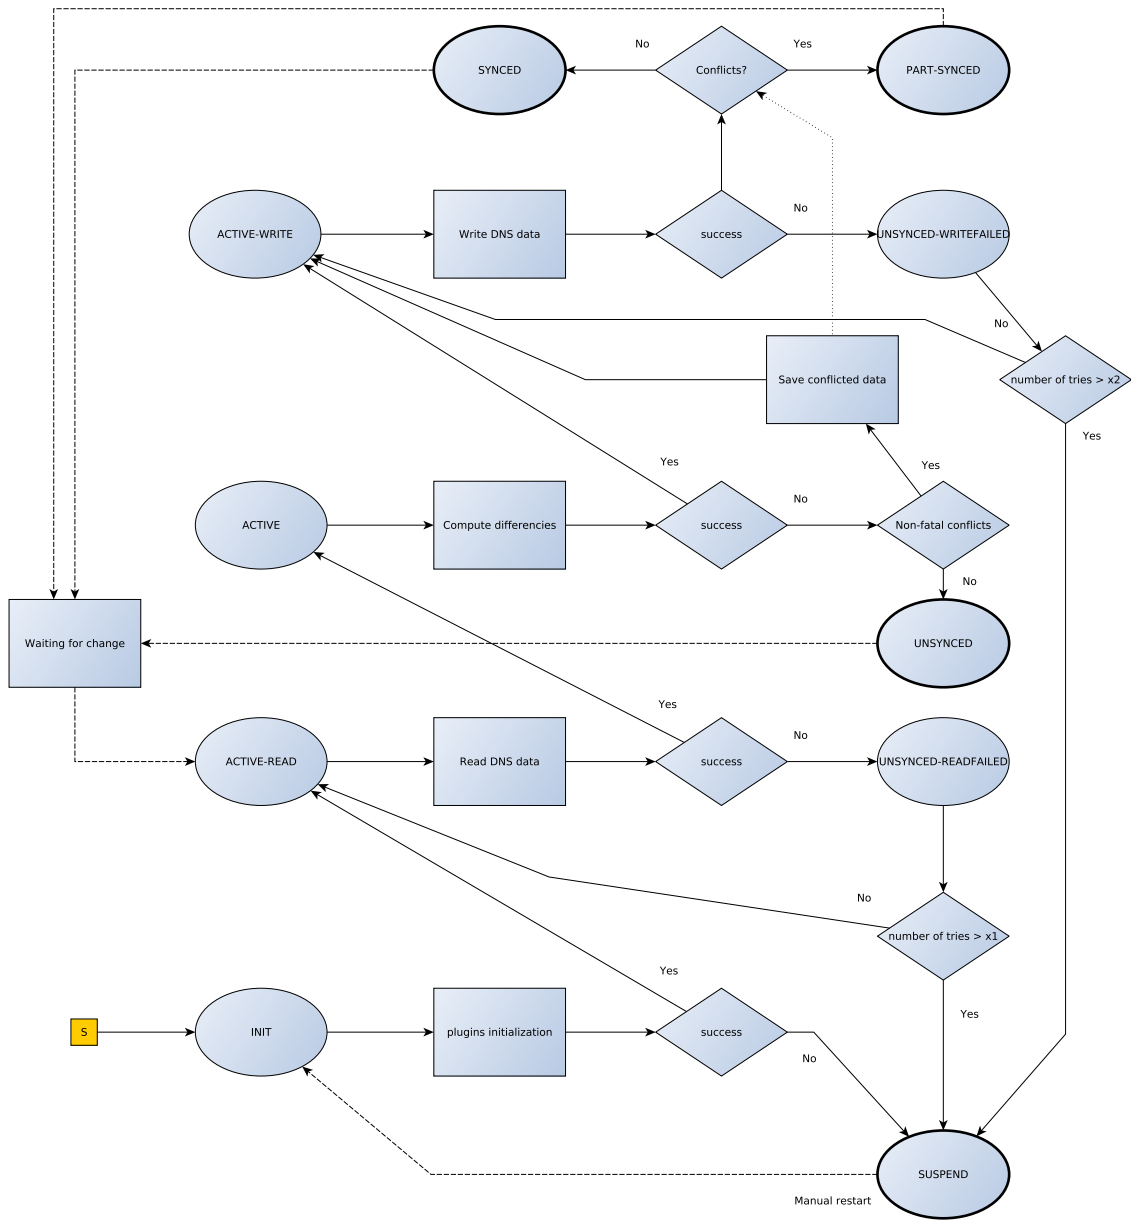 No
Yes
SYNCED
Conflicts?
PART-SYNCED
No
ACTIVE-WRITE
Write DNS data
success
UNSYNCED-WRITEFAILED
No
Save conflicted data
number of tries > x2
Yes
Yes
Yes
No
ACTIVE
Compute differencies
success
Non-fatal conflicts
No
Waiting for change
UNSYNCED
Yes
No
ACTIVE-READ
Read DNS data
success
UNSYNCED-READFAILED
No
number of tries > x1
Yes
Yes
S
INIT
plugins initialization
success
No
SUSPEND
Manual restart